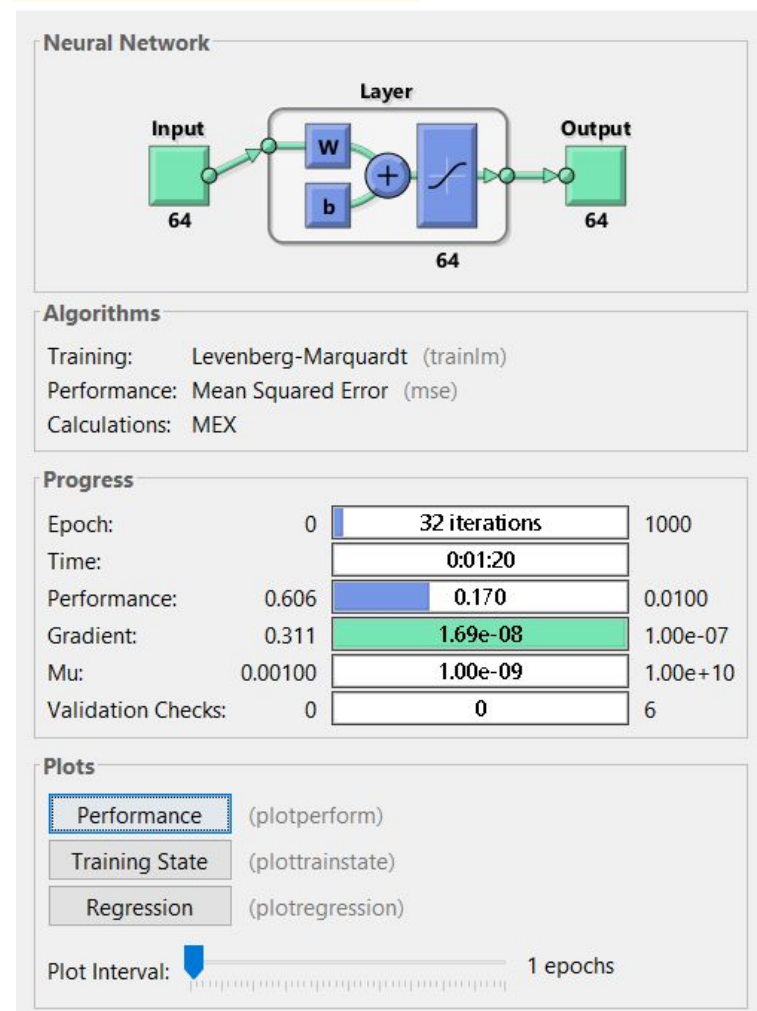 Neural Network
Layer
Input
Output
W
b
+
64
64
64
Algorithms
Training: Levenberg-Marquardt (trainlm)
Performance: Mean Squared Error (mse)
Calculations: MEX
Progress
Epoch: 0 32 iterations 1000
Time: 0:01:20
Performance: 0.606 0.170 0.0100
Gradient: 0.311 1.69e-08 1.00e-07
Mu: 0.00100 1.00e-09 1.00e+10
Validation Checks: 0 0 6
Plots
Performance (plotperform)
Training State (plottrainstate)
Regression (plotregression)
Plot Interval: 1 epochs